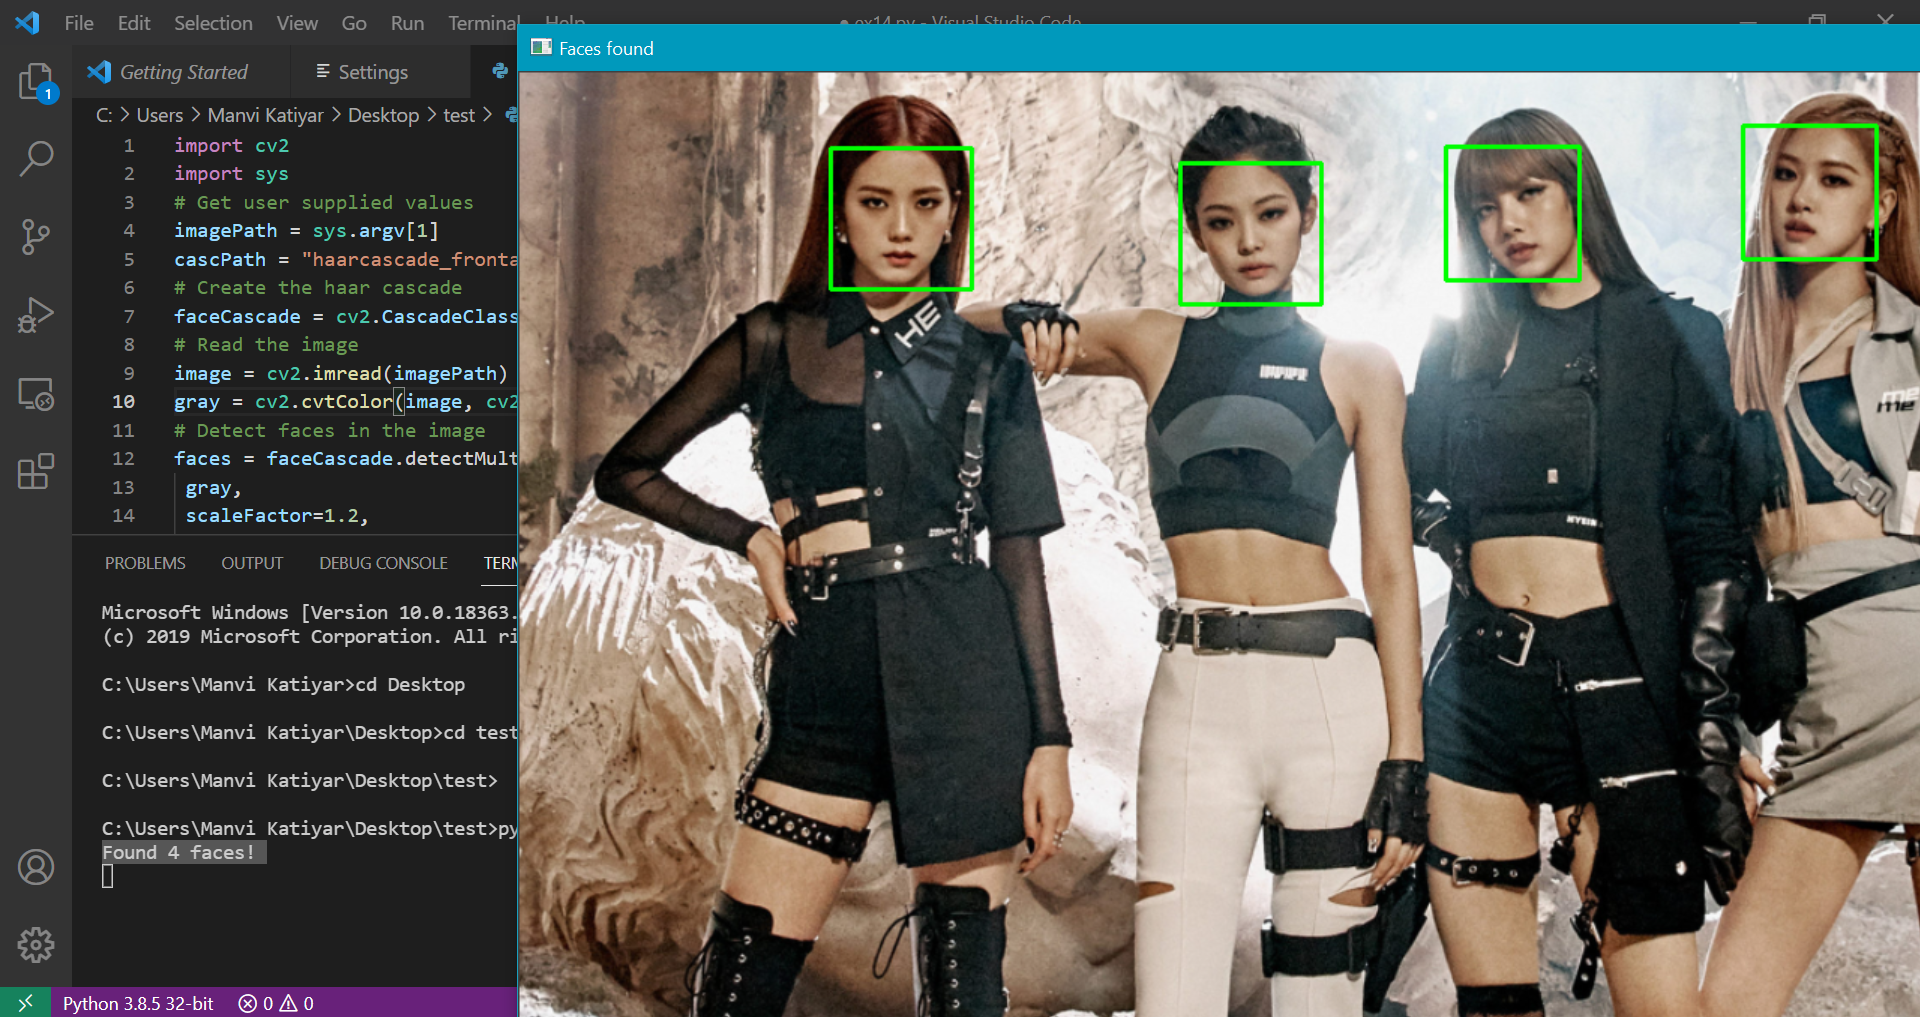 File Edit Selection View Go Run Terminal Help
● ex14.py - Visual Studio Code
Faces found
Getting Started
Settings
C: > Users > Manvi Katiyar > Desktop > test >
1 import cv2
2 import sys
3 # Get user supplied values
4 imagePath = sys.argv[1]
5 cascPath = "haarcascade_fronta
6 # Create the haar cascade
7 faceCascade = cv2.CascadeClass
8 # Read the image
9 image = cv2.imread(imagePath)
10 gray = cv2.cvtColor(image, cv2
11 # Detect faces in the image
12 faces = faceCascade.detectMult
13 gray,
14 scaleFactor=1.2,
PROBLEMS OUTPUT DEBUG CONSOLE TERM
Microsoft Windows [Version 10.0.18363.
(c) 2019 Microsoft Corporation. All ri
C:\Users\Manvi Katiyar>cd Desktop
C:\Users\Manvi Katiyar\Desktop>cd test
C:\Users\Manvi Katiyar\Desktop\test>
C:\Users\Manvi Katiyar\Desktop\test>py
Found 4 faces!
1
Python 3.8.5 32-bit
0
0
HE
me
me